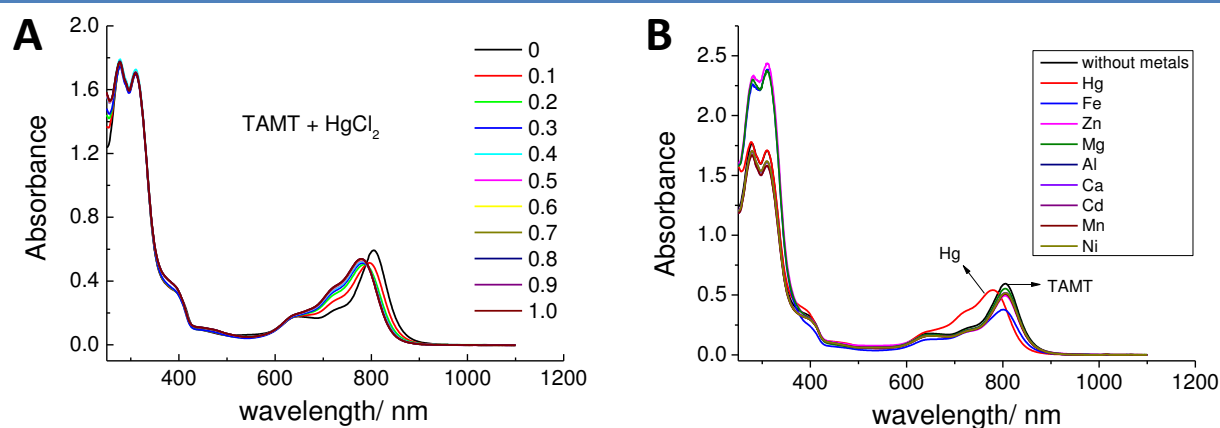 A
Absorbance
2.0
1.6
1.2
0.8
0.4
0.0
TAMT + HgCl₂
0
0.1
0.2
0.3
0.4
0.5
0.6
0.7
0.8
0.9
1.0
400 600 800 1000 1200
wavelength/ nm
B
Absorbance
2.5
2.0
1.5
1.0
0.5
0.0
without metals
Hg
Fe
Zn
Mg
Al
Ca
Cd
Mn
Ni
Hg
TAMT
400 600 800 1000 1200
wavelength/ nm